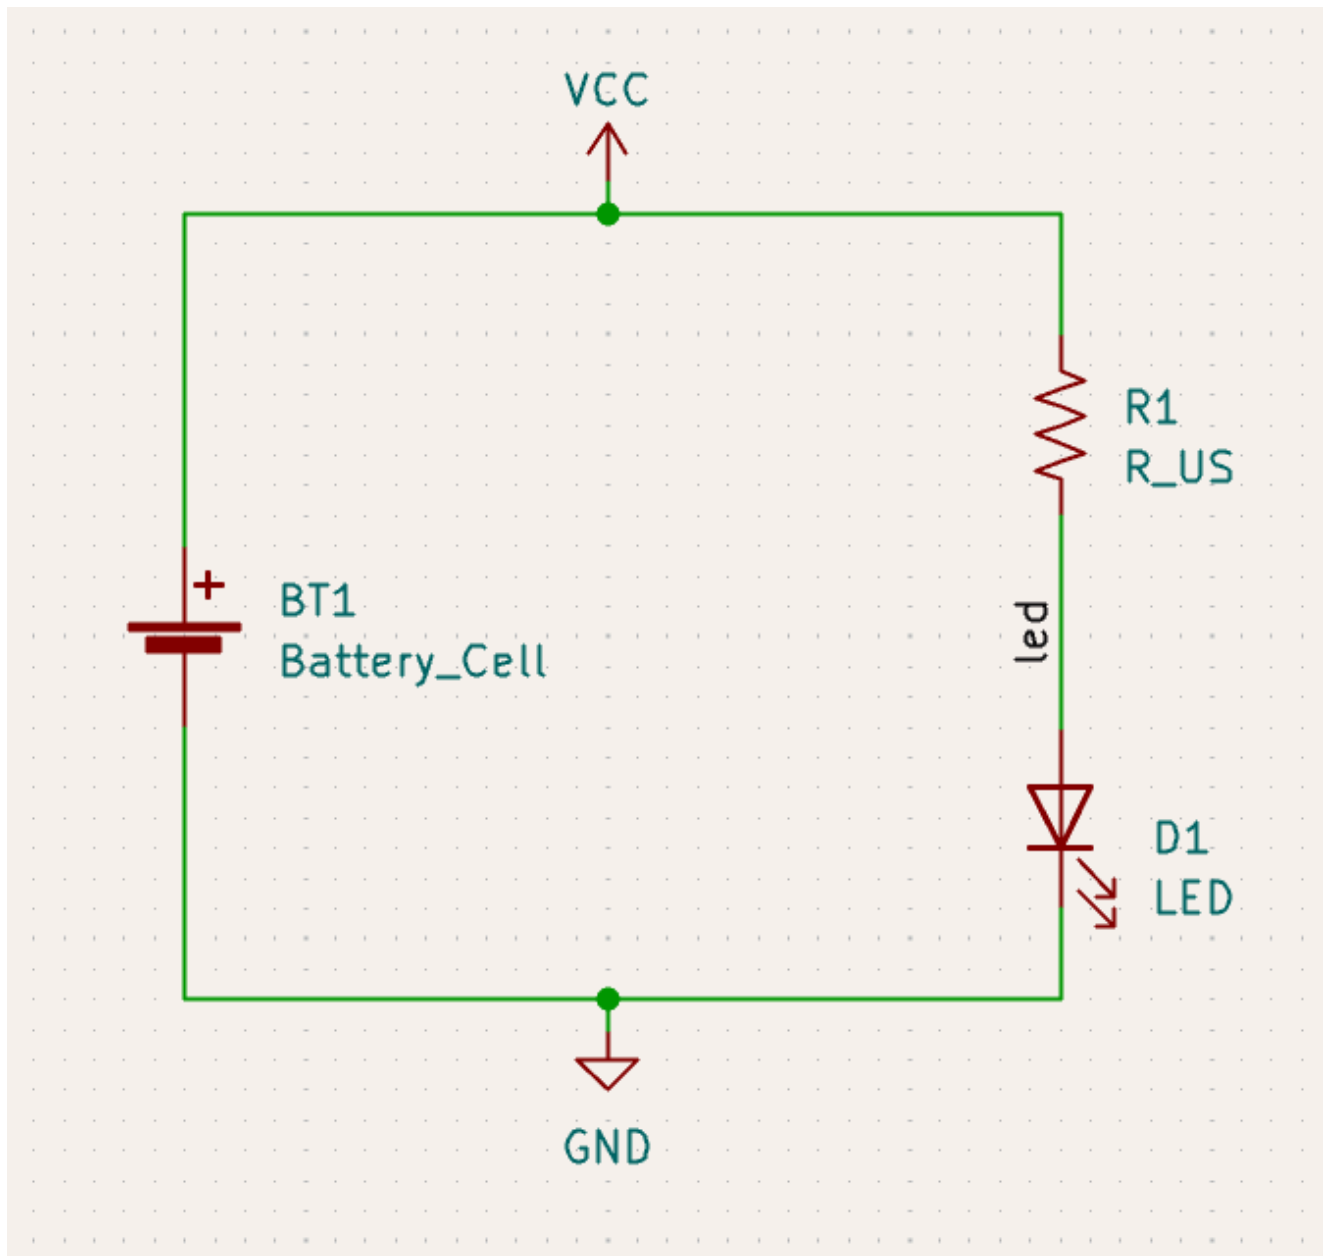 VCC
R1
R_US
+
BT1
Battery_Cell
led
D1
LED
GND